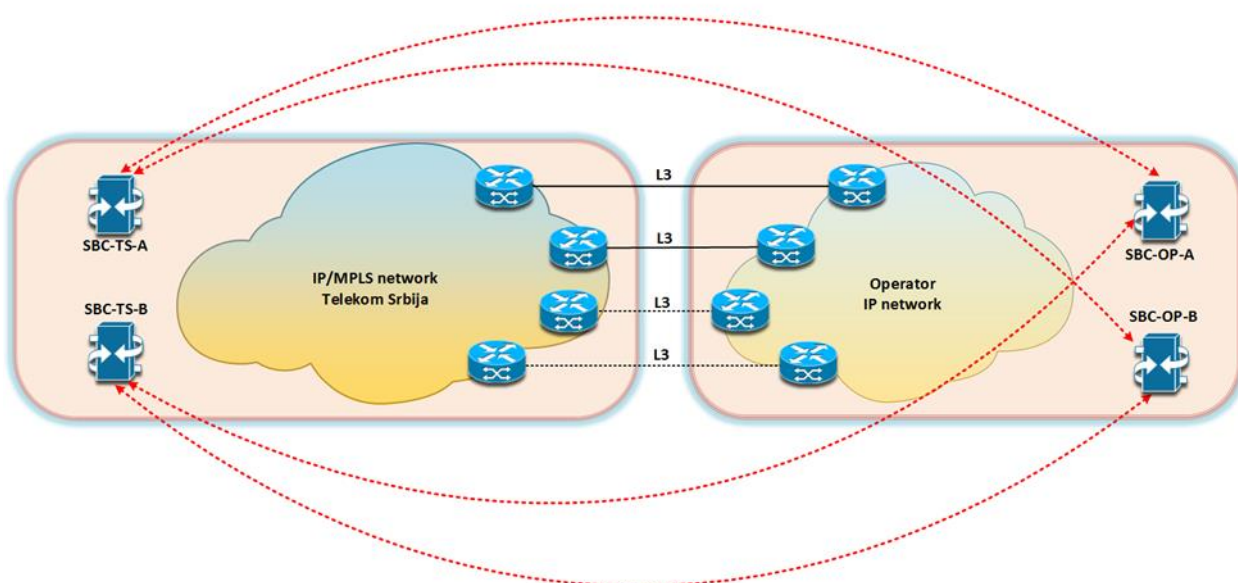 L3
SBC-TS-A
L3
SBC-OP-A
IP/MPLS network
Telekom Srbija
Operator
IP network
SBC-TS-B
L3
SBC-OP-B
L3